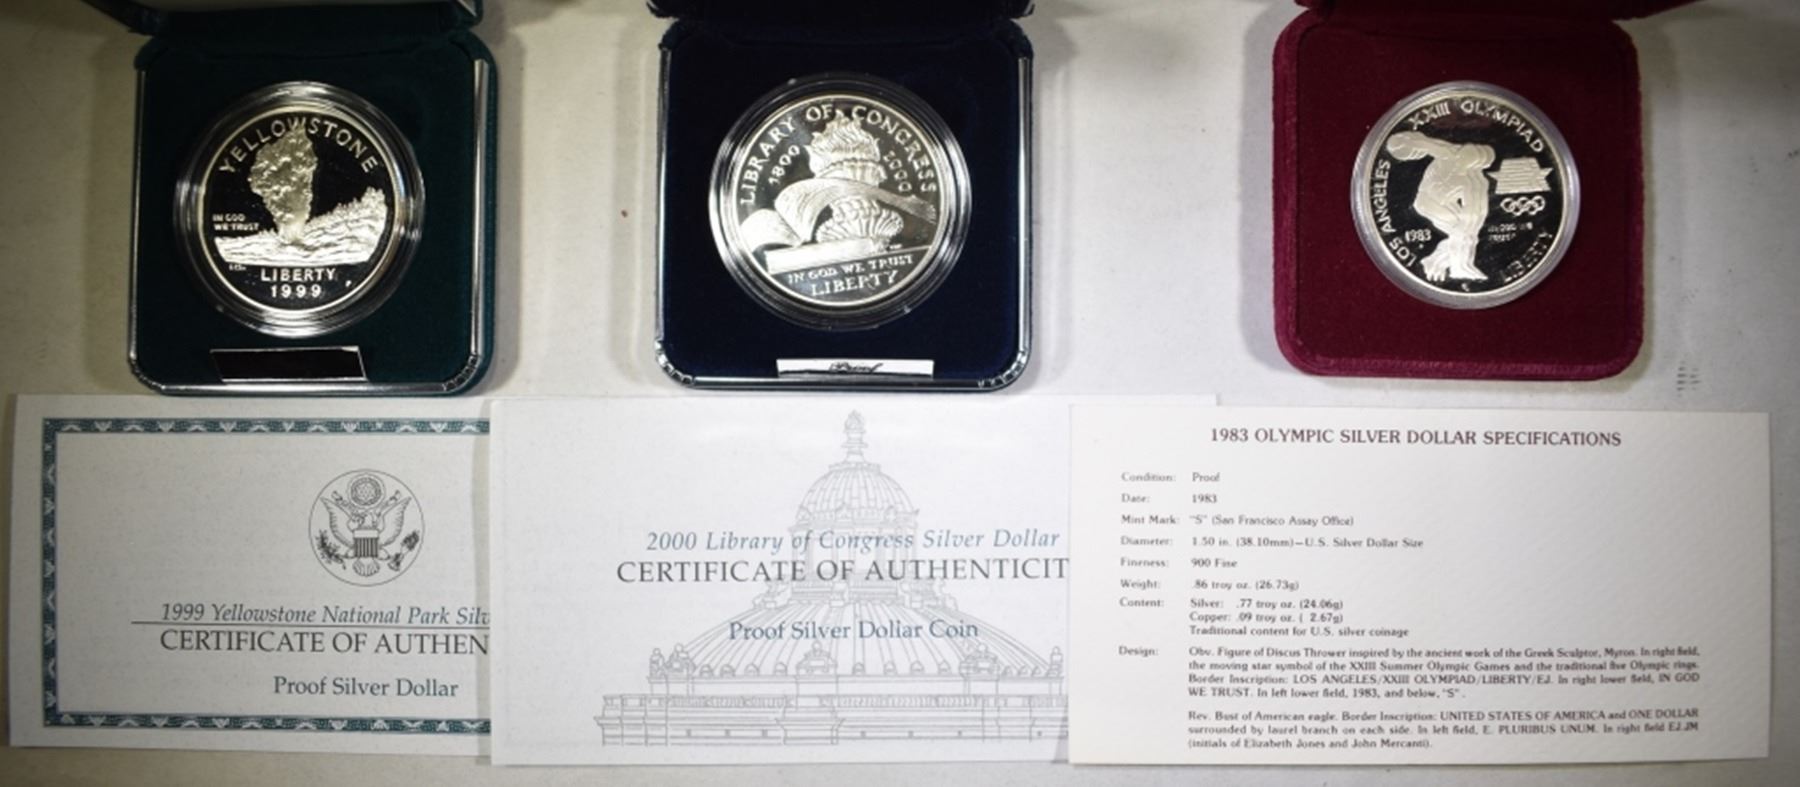 YELLOWSTONE
IN GOD
WE TRUST
LIBERTY
1999
LIBRARY OF CONGRESS
1800 2000
IN GOD WE TRUST
LIBERTY
Proof
XXIII OLYMPIAD
LOS ANGELES
1983
S
IN GOD WE
TRUST
LIBERTY
1999 Yellowstone National Park Silv
CERTIFICATE OF AUTHEN
Proof Silver Dollar
2000 Library of Congress Silver Dollar
CERTIFICATE OF AUTHENTICIT
Proof Silver Dollar Coin
1983 OLYMPIC SILVER DOLLAR SPECIFICATIONS
Condition: Proof
Date: 1983
Mint Mark: "S" (San Francisco Assay Office)
Diameter: 1.50 in. (38.10mm)—U.S. Silver Dollar Size
Fineness: 900 Fine
Weight: .86 troy oz. (26.73g)
Content: Silver: .77 troy oz. (24.06g)
Copper: .09 troy oz. ( 2.67g)
Traditional content for U.S. silver coinage
Design: Obv. Figure of Discus Thrower inspired by the ancient work of the Greek Sculptor, Myron. In right field,
the moving star symbol of the XXIII Summer Olympic Games and the traditional five Olympic rings.
Border Inscription: LOS ANGELES/XXIII OLYMPIAD/LIBERTY/EJ. In right lower field, IN GOD
WE TRUST. In left lower field, 1983, and below, "S".
Rev. Bust of American eagle. Border Inscription: UNITED STATES OF AMERICA and ONE DOLLAR
surrounded by laurel branch on each side. In left field, E. PLURIBUS UNUM. In right field EJ.JM
(initials of Elizabeth Jones and John Mercanti).